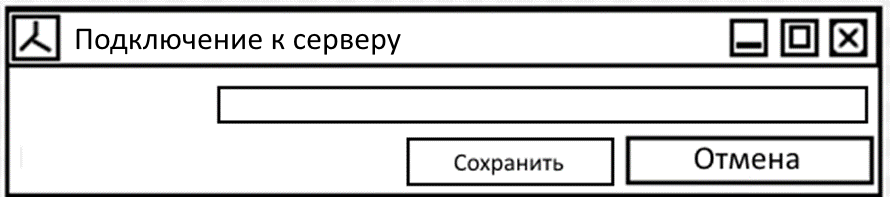 Подключение к серверу
Сохранить
Отмена